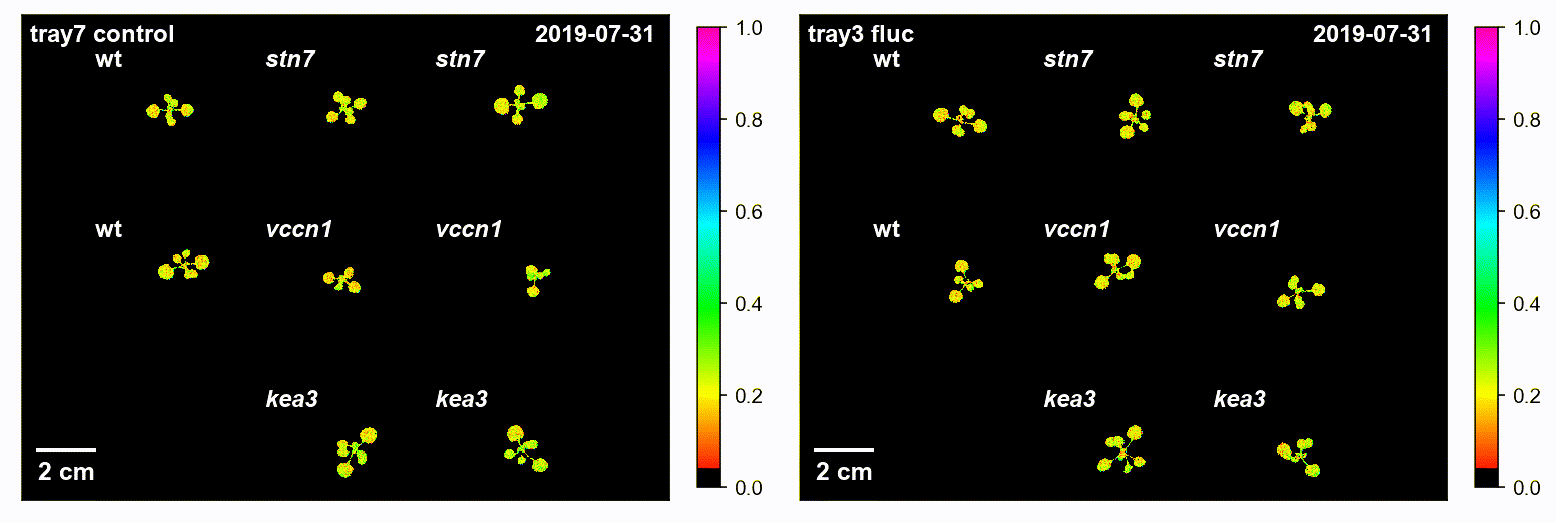 tray7 control 2019-07-31
wt stn7 stn7
wt vccn1 vccn1
kea3 kea3
2 cm
1.0
0.8
0.6
0.4
0.2
0.0
tray3 fluc 2019-07-31
wt stn7 stn7
wt vccn1 vccn1
kea3 kea3
2 cm
1.0
0.8
0.6
0.4
0.2
0.0